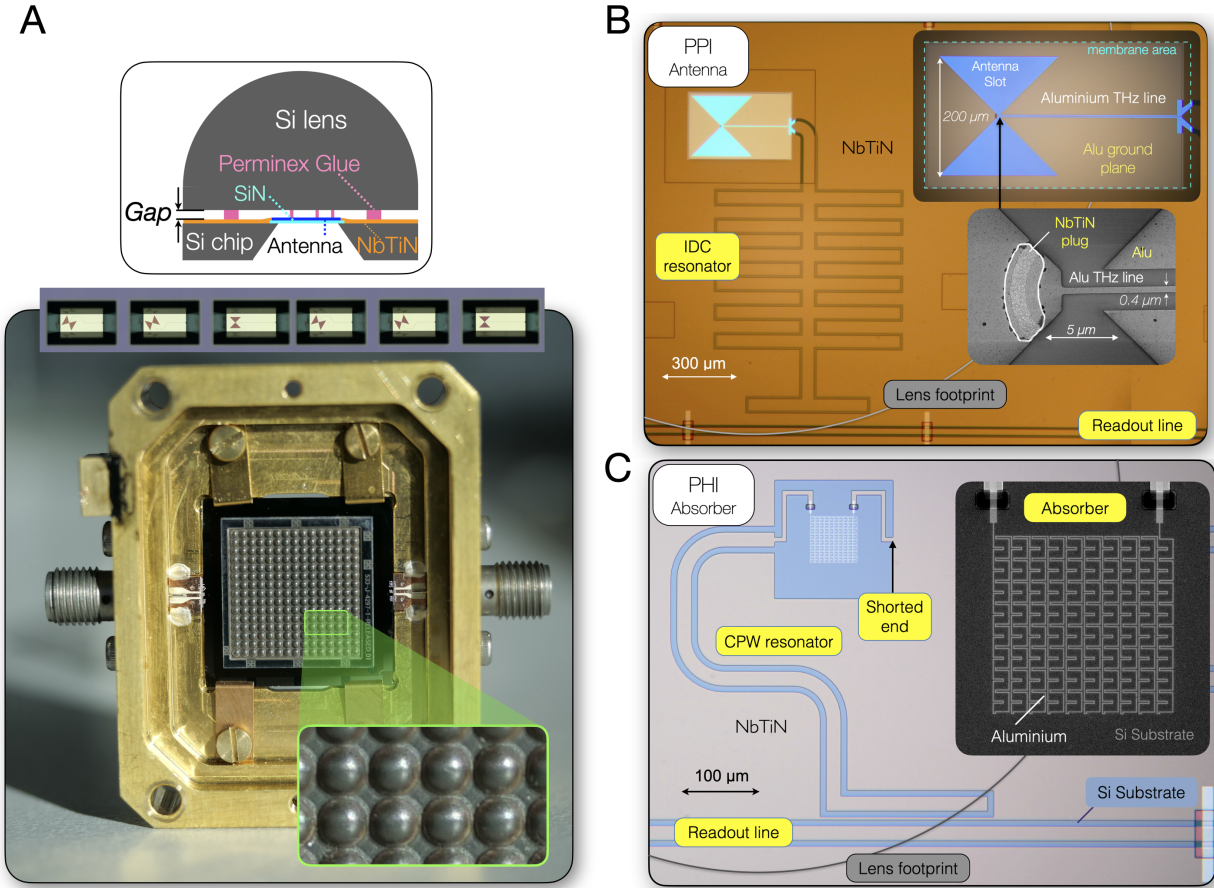 A
Si lens
Perminex Glue
SiN
Gap
Si chip
Antenna
NbTiN
B
PPI
Antenna
NbTiN
IDC
resonator
300 µm
Lens footprint
Readout line
membrane area
Antenna
Slot
200 µm
Aluminium THz line
Alu ground
plane
NbTiN
plug
Alu
Alu THz line
0.4 µm
5 µm
C
PHI
Absorber
Shorted
end
CPW resonator
NbTiN
100 µm
Readout line
Lens footprint
Si Substrate
Absorber
Aluminium
Si Substrate